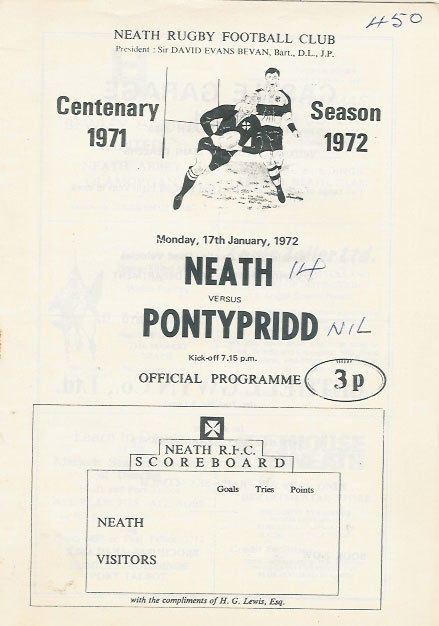 450
NEATH RUGBY FOOTBALL CLUB
President : Sir DAVID EVANS BEVAN, Bart., D.L., J.P.
Centenary 1971
Season 1972
Monday, 17th January, 1972
NEATH 14
VERSUS
PONTYPRIDD NIL
Kick-off 7.15 p.m.
OFFICIAL PROGRAMME 3p
NEATH R.F.C.
SCOREBOARD
Goals Tries Points
NEATH
VISITORS
with the compliments of H. G. Lewis, Esq.